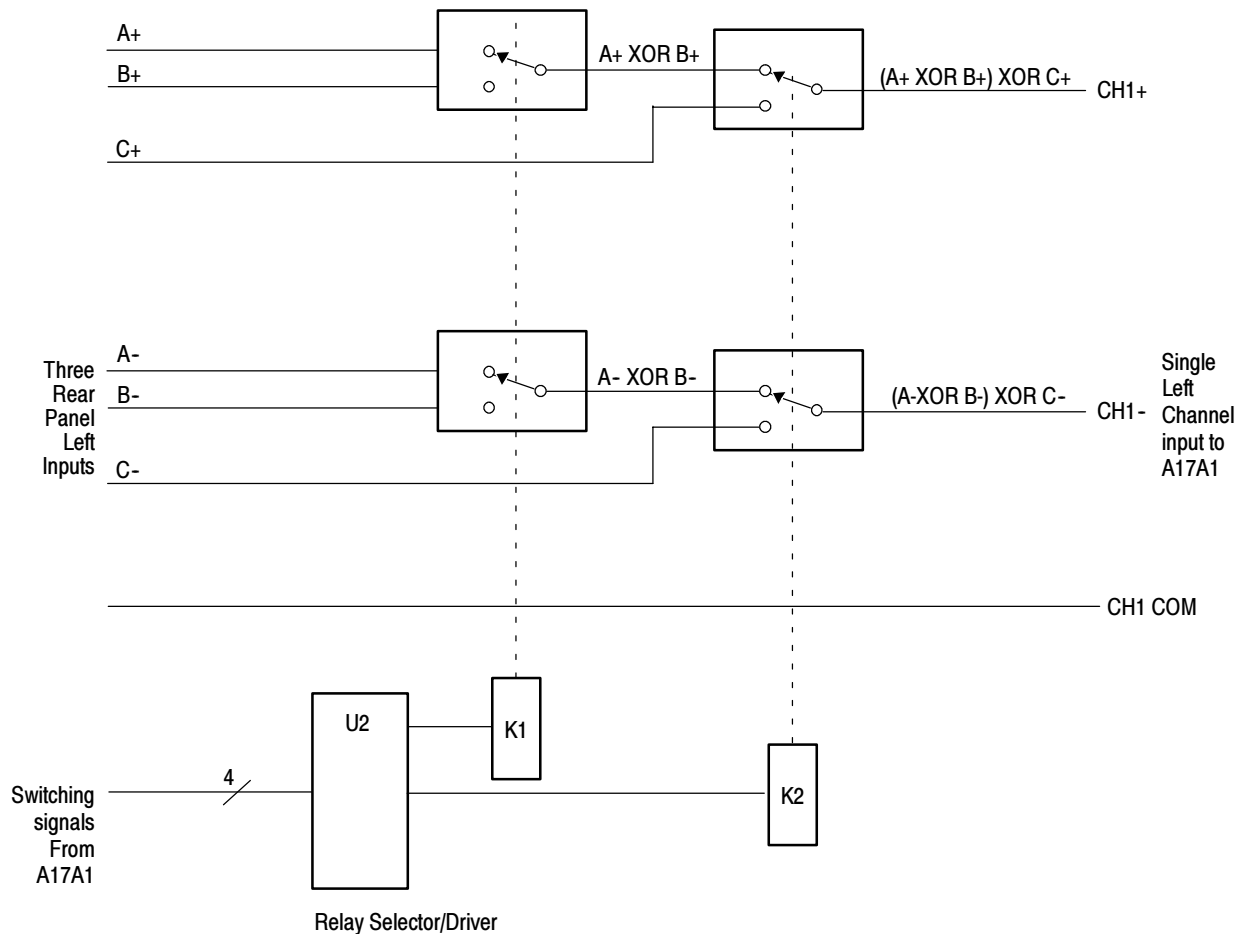 A+
B+
C+
A+ XOR B+
(A+ XOR B+) XOR C+
CH1+
Three
Rear
Panel
Left
Inputs
A-
B-
C-
A- XOR B-
(A-XOR B-) XOR C-
CH1-
Single
Left
Channel
input to
A17A1
CH1 COM
U2
K1
K2
4
Switching
signals
From
A17A1
Relay Selector/Driver